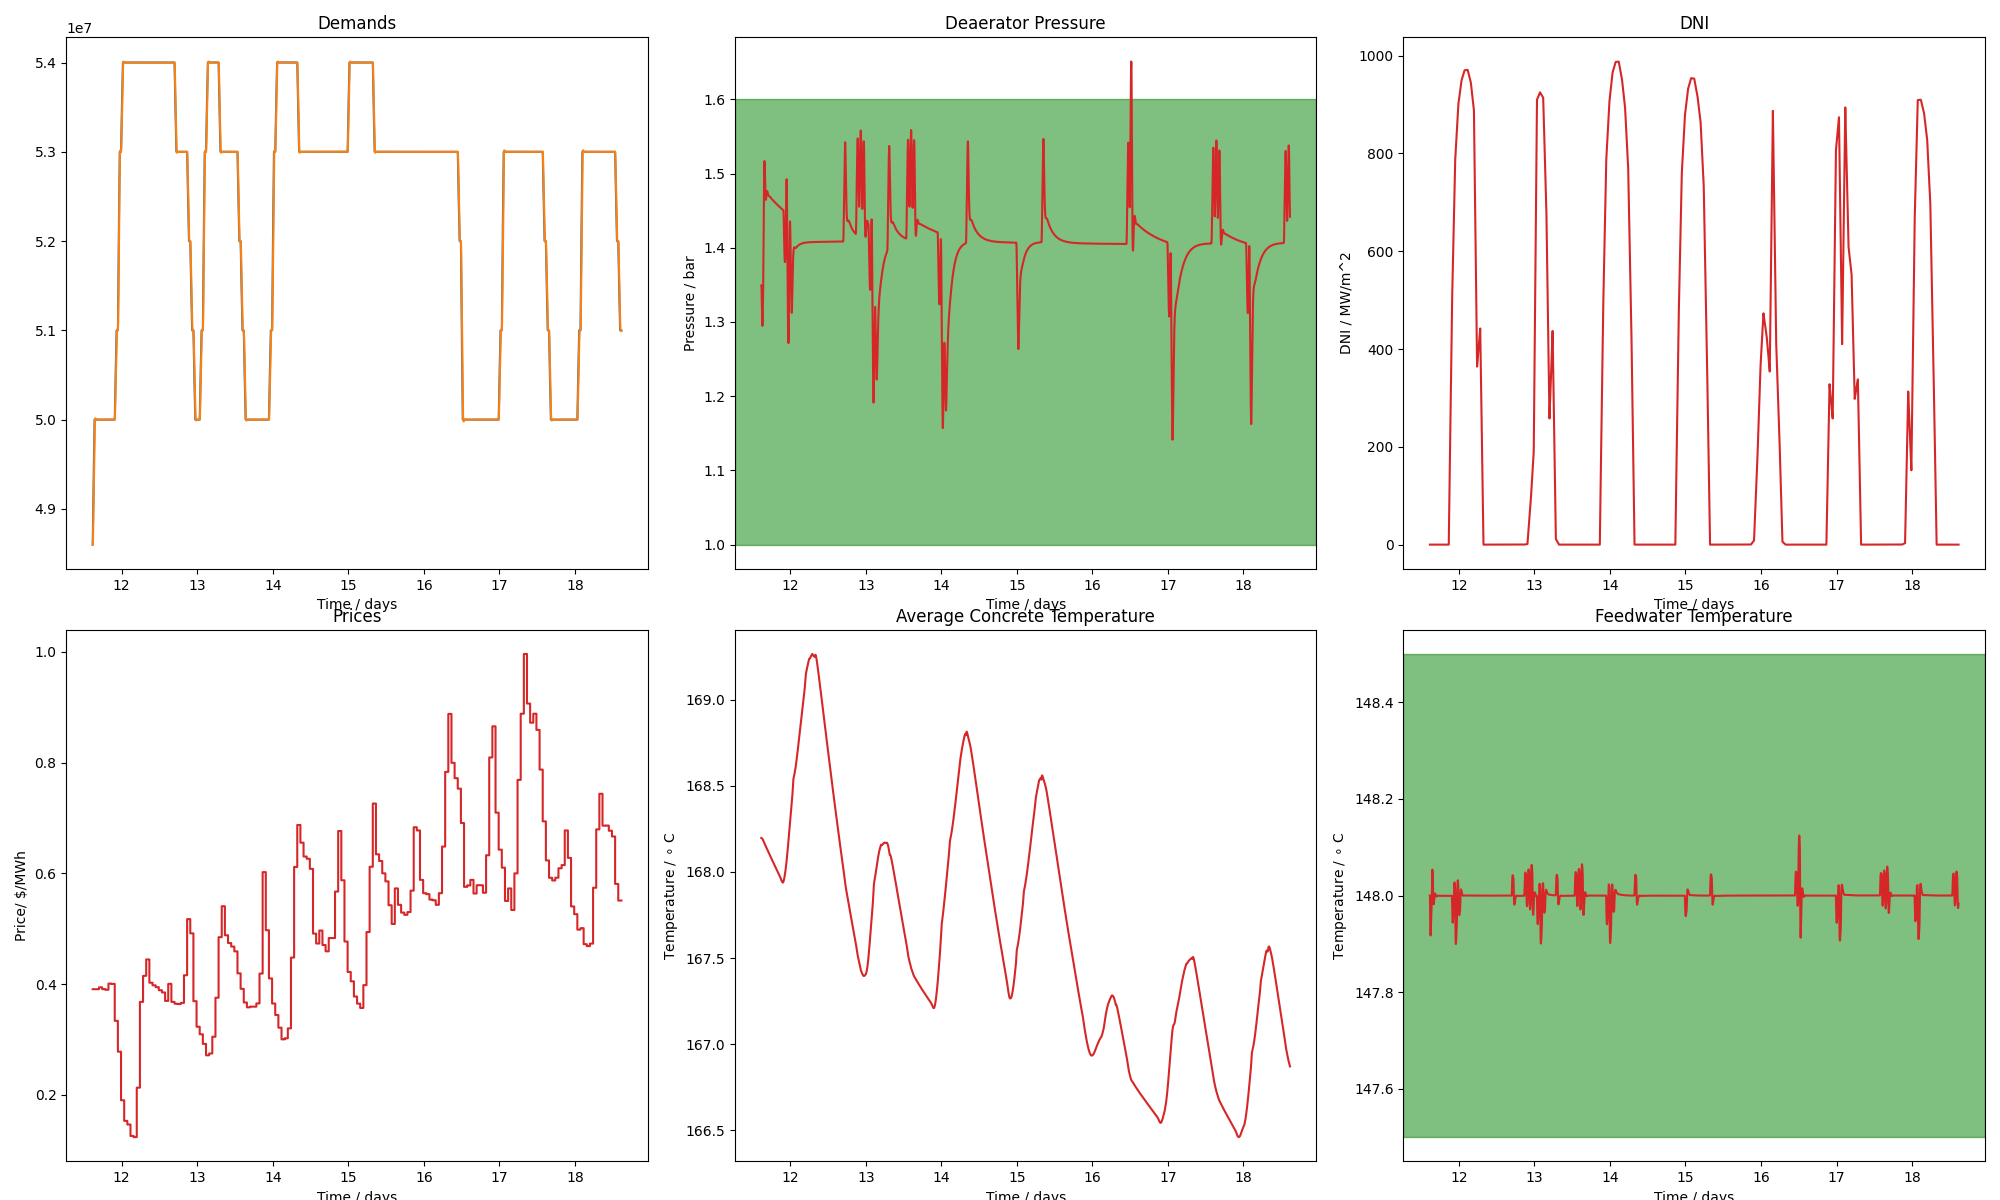 Demands
1e7
5.4
5.3
5.2
5.1
5.0
4.9
12 13 14 15 16 17 18
Time / days
Deaerator Pressure
Pressure / bar
1.6
1.5
1.4
1.3
1.2
1.1
1.0
12 13 14 15 16 17 18
Time / days
DNI
DNI / MW/m^2
1000
800
600
400
200
0
12 13 14 15 16 17 18
Time / days
Prices
Price/ $/MWh
1.0
0.8
0.6
0.4
0.2
12 13 14 15 16 17 18
Time / days
Average Concrete Temperature
Temperature / ∘ C
169.0
168.5
168.0
167.5
167.0
166.5
12 13 14 15 16 17 18
Time / days
Feedwater Temperature
Temperature / ∘ C
148.4
148.2
148.0
147.8
147.6
12 13 14 15 16 17 18
Time / days